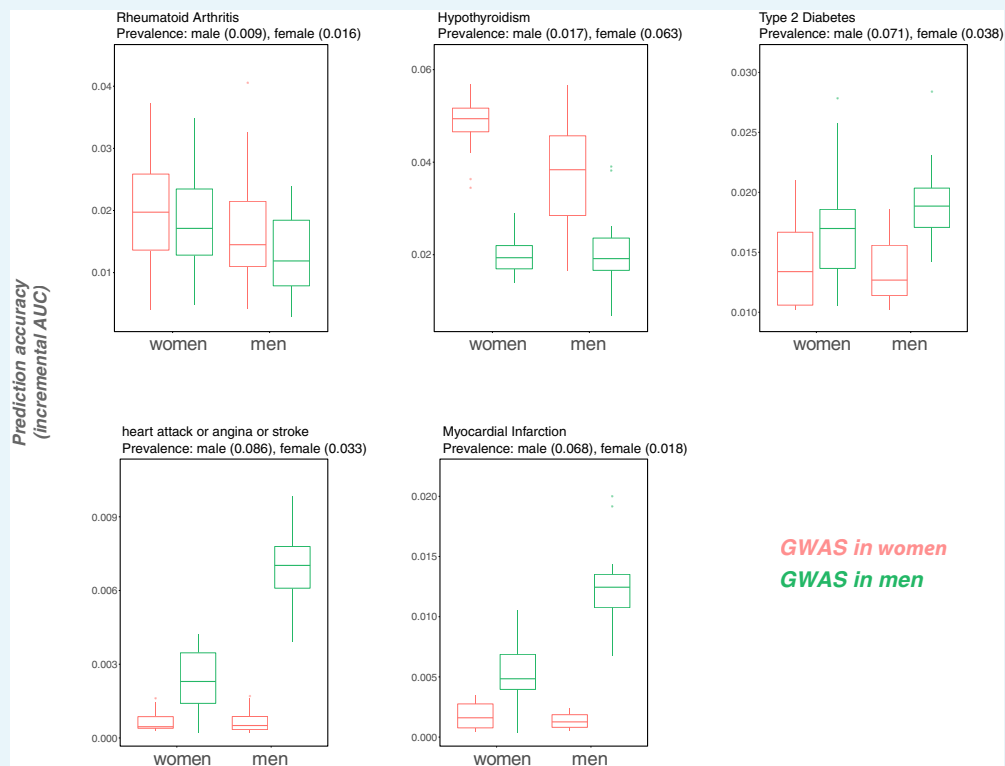 Prediction accuracy
(incremental AUC)
Rheumatoid Arthritis
Prevalence: male (0.009), female (0.016)
0.04
0.03
0.02
0.01
women
men
Hypothyroidism
Prevalence: male (0.017), female (0.063)
0.06
0.04
0.02
women
men
Type 2 Diabetes
Prevalence: male (0.071), female (0.038)
0.030
0.025
0.020
0.015
0.010
women
men
heart attack or angina or stroke
Prevalence: male (0.086), female (0.033)
0.009
0.006
0.003
0.000
women
men
Myocardial Infarction
Prevalence: male (0.068), female (0.018)
0.020
0.015
0.010
0.005
0.000
women
men
GWAS in women
GWAS in men